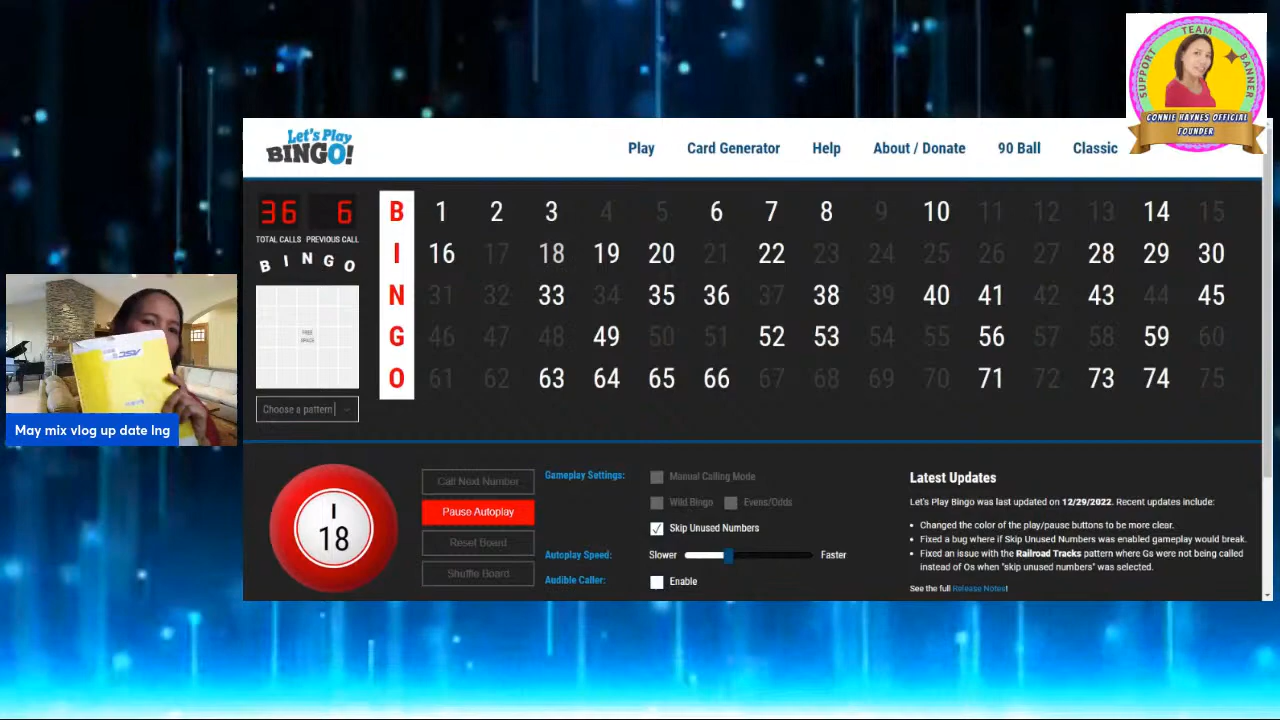 SUPPORT TEAM BANNER
CONNIE HAYNES OFFICIAL
FOUNDER
Let's Play
BINGO!
Play Card Generator Help About / Donate 90 Ball Classic
36 6
TOTAL CALLS PREVIOUS CALL
B I N G O
FREE
SPACE
Choose a pattern
B 1 2 3 4 5 6 7 8 9 10 11 12 13 14 15
I 16 17 18 19 20 21 22 23 24 25 26 27 28 29 30
N 31 32 33 34 35 36 37 38 39 40 41 42 43 44 45
G 46 47 48 49 50 51 52 53 54 55 56 57 58 59 60
O 61 62 63 64 65 66 67 68 69 70 71 72 73 74 75
May mix vlog up date lng
I
18
Call Next Number
Pause Autoplay
Reset Board
Shuffle Board
Gameplay Settings:
Manual Calling Mode
Wild Bingo Evens/Odds
Skip Unused Numbers
Autoplay Speed: Slower Faster
Audible Caller: Enable
Latest Updates
Let's Play Bingo was last updated on 12/29/2022. Recent updates include:
Changed the color of the play/pause buttons to be more clear.
Fixed a bug where if Skip Unused Numbers was enabled gameplay would break.
Fixed an issue with the Railroad Tracks pattern where Gs were not being called
instead of Os when "skip unused numbers" was selected.
See the full Release Notes!